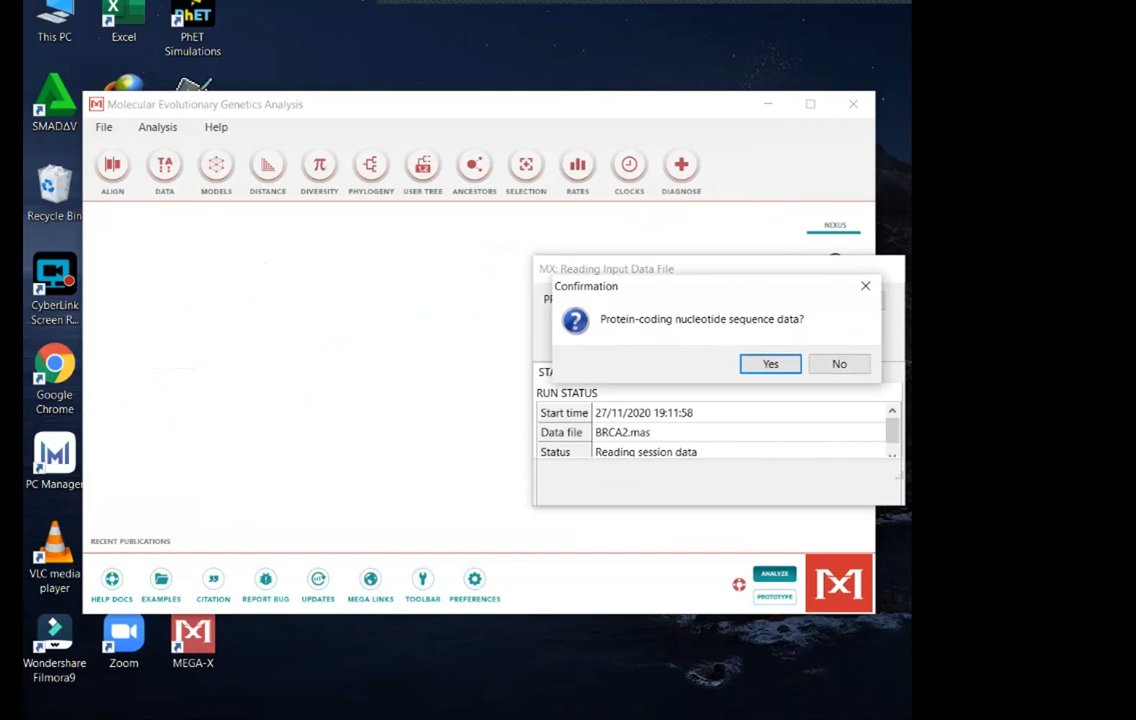 This PC
Excel
PhET
PhET
Simulations
SMADΔV
Recycle Bin
CyberLink
Screen R...
Google
Chrome
PC Manager
VLC media
player
Wondershare
Filmora9
Zoom
MEGA-X
Molecular Evolutionary Genetics Analysis
File Analysis Help
TA
ALIGN DATA MODELS DISTANCE DIVERSITY PHYLOGENY USER TREE ANCESTORS SELECTION RATES CLOCKS DIAGNOSE
NEXUS
MX: Reading Input Data File
Confirmation
Protein-coding nucleotide sequence data?
Yes No
RUN STATUS
Start time 27/11/2020 19:11:58
Data file BRCA2.mas
Status Reading session data
RECENT PUBLICATIONS
HELP DOCS EXAMPLES CITATION REPORT BUG UPDATES MEGA LINKS TOOLBAR PREFERENCES
ANALYZE
PROTOTYPE